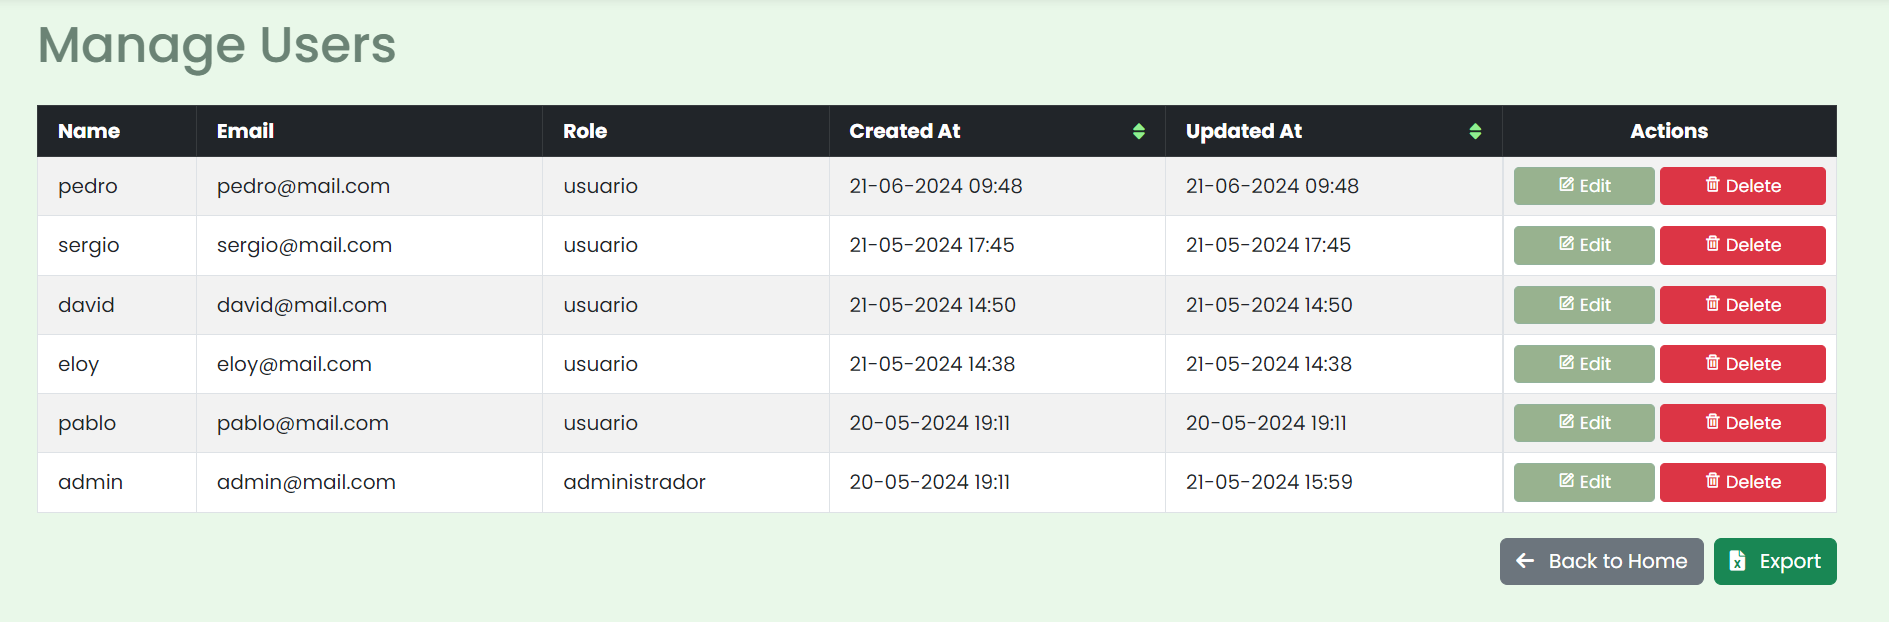 Manage Users
Name Email Role Created At Updated At Actions
pedro pedro@mail.com usuario 21-06-2024 09:48 21-06-2024 09:48 Edit Delete
sergio sergio@mail.com usuario 21-05-2024 17:45 21-05-2024 17:45 Edit Delete
david david@mail.com usuario 21-05-2024 14:50 21-05-2024 14:50 Edit Delete
eloy eloy@mail.com usuario 21-05-2024 14:38 21-05-2024 14:38 Edit Delete
pablo pablo@mail.com usuario 20-05-2024 19:11 20-05-2024 19:11 Edit Delete
admin admin@mail.com administrador 20-05-2024 19:11 21-05-2024 15:59 Edit Delete
Back to Home Export